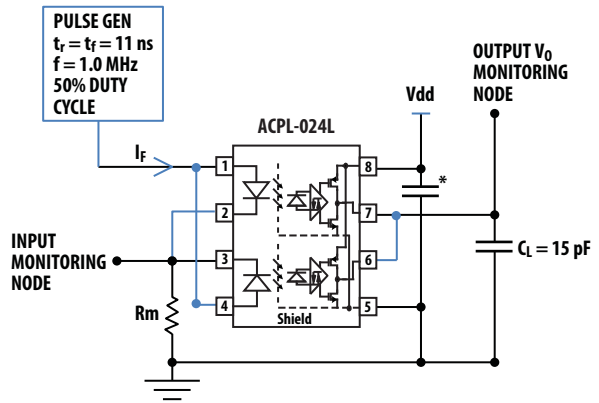 PULSE GEN
tr = tf = 11 ns
f = 1.0 MHz
50% DUTY
CYCLE
OUTPUT VO
MONITORING
NODE
Vdd
ACPL-024L
IF
1
8
*
2
7
INPUT
MONITORING
NODE
3
6
CL = 15 pF
4
5
Rm
Shield